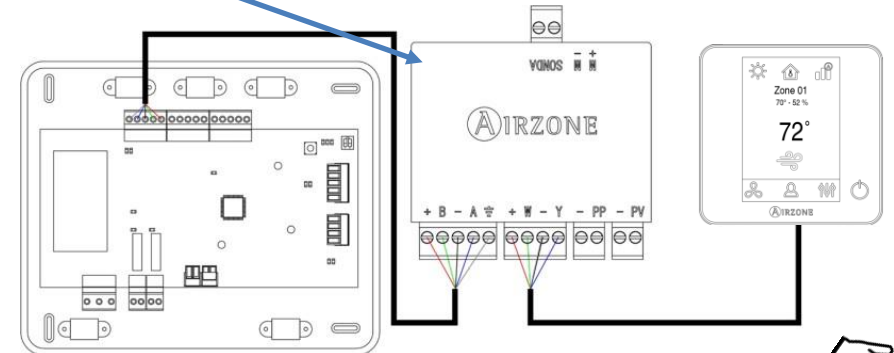 SONDA
- +
M M
AIRZONE
+ B - A ⏚
+ W - Y
- PP
- PV
Zone 01
70° - 52 %
72°
AIRZONE